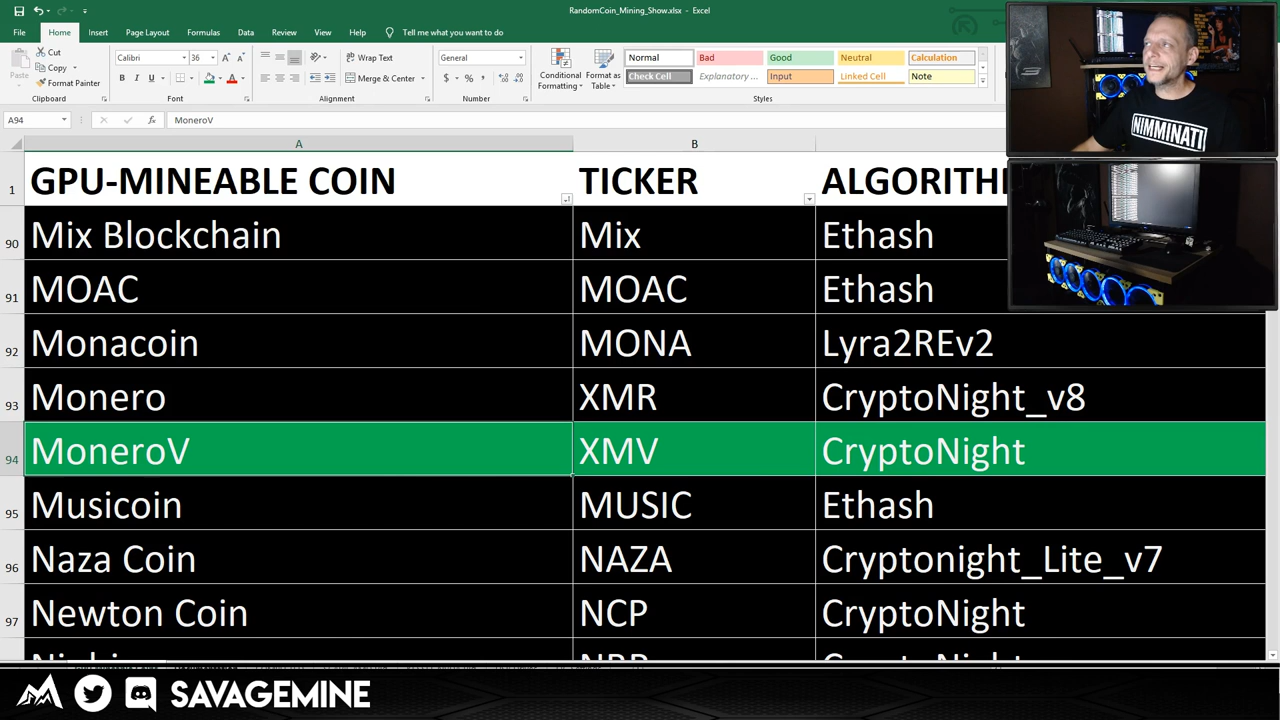 RandomCoin_Mining_Show.xlsx - Excel
File Home Insert Page Layout Formulas Data Review View Help Tell me what you want to do
Paste
Cut
Copy
Format Painter
Clipboard
Calibri 36
B I U
Font
Wrap Text
Merge & Center
Alignment
General
$ % ,
Number
Conditional Formatting
Format as Table
Normal Bad Good Neutral Calculation
Check Cell Explanatory ... Input Linked Cell Note
Styles
A94 fx MoneroV
A B
1 GPU-MINEABLE COIN TICKER ALGORITH
90 Mix Blockchain Mix Ethash
91 MOAC MOAC Ethash
92 Monacoin MONA Lyra2REv2
93 Monero XMR CryptoNight_v8
94 MoneroV XMV CryptoNight
95 Musicoin MUSIC Ethash
96 Naza Coin NAZA Cryptonight_Lite_v7
97 Newton Coin NCP CryptoNight
NIMMINATI
SAVAGEMINE